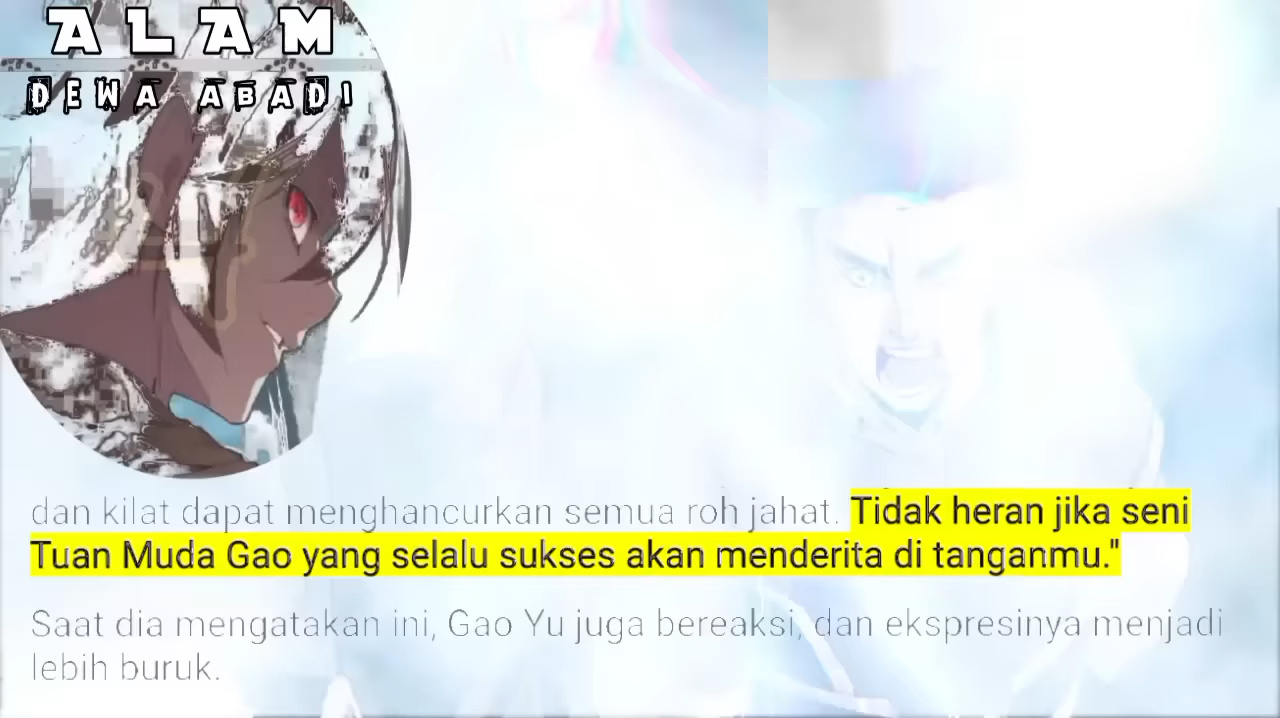 ALAM
DEWA ABADI
dan kilat dapat menghancurkan semua roh jahat. Tidak heran jika seni
Tuan Muda Gao yang selalu sukses akan menderita di tanganmu."
Saat dia mengatakan ini, Gao Yu juga bereaksi, dan ekspresinya menjadi
lebih buruk.